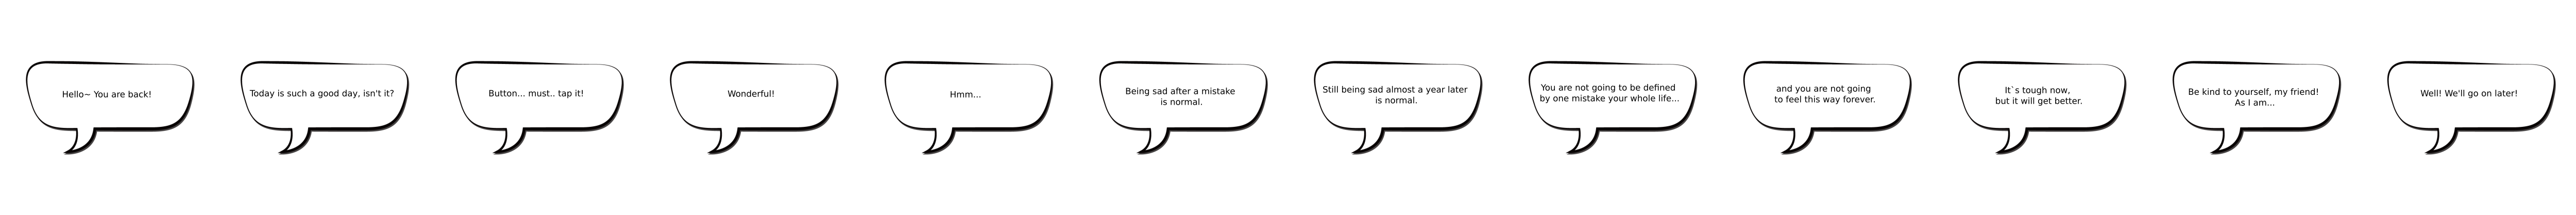 Hello~ You are back!
Today is such a good day, isn't it?
Button... must.. tap it!
Wonderful!
Hmm...
Being sad after a mistake
is normal.
Still being sad almost a year later
is normal.
You are not going to be defined
by one mistake your whole life...
and you are not going
to feel this way forever.
It`s tough now,
but it will get better.
Be kind to yourself, my friend!
As I am...
Well! We'll go on later!